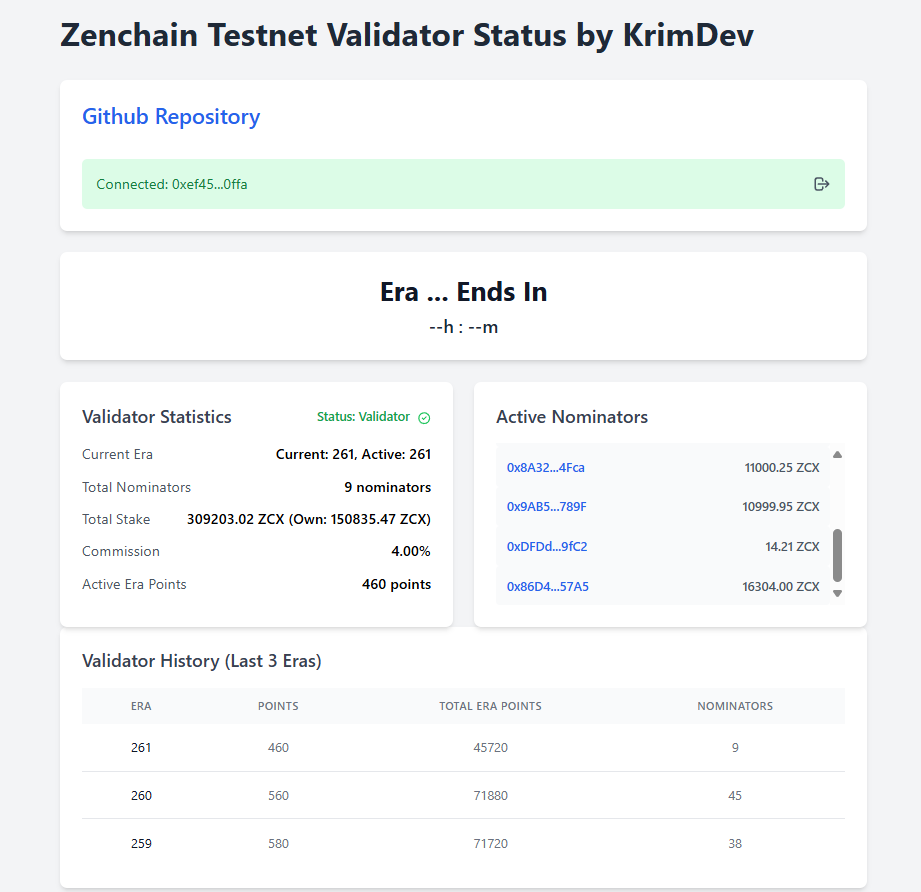 Zenchain Testnet Validator Status by KrimDev
Github Repository
Connected: 0xef45...0ffa
Era ... Ends In
--h : --m
Validator Statistics
Status: Validator
Current Era
Current: 261, Active: 261
Total Nominators
9 nominators
Total Stake
309203.02 ZCX (Own: 150835.47 ZCX)
Commission
4.00%
Active Era Points
460 points
Active Nominators
0x8A32...4Fca 11000.25 ZCX
0x9AB5...789F 10999.95 ZCX
0xDFDd...9fC2 14.21 ZCX
0x86D4...57A5 16304.00 ZCX
Validator History (Last 3 Eras)
ERA POINTS TOTAL ERA POINTS NOMINATORS
261 460 45720 9
260 560 71880 45
259 580 71720 38